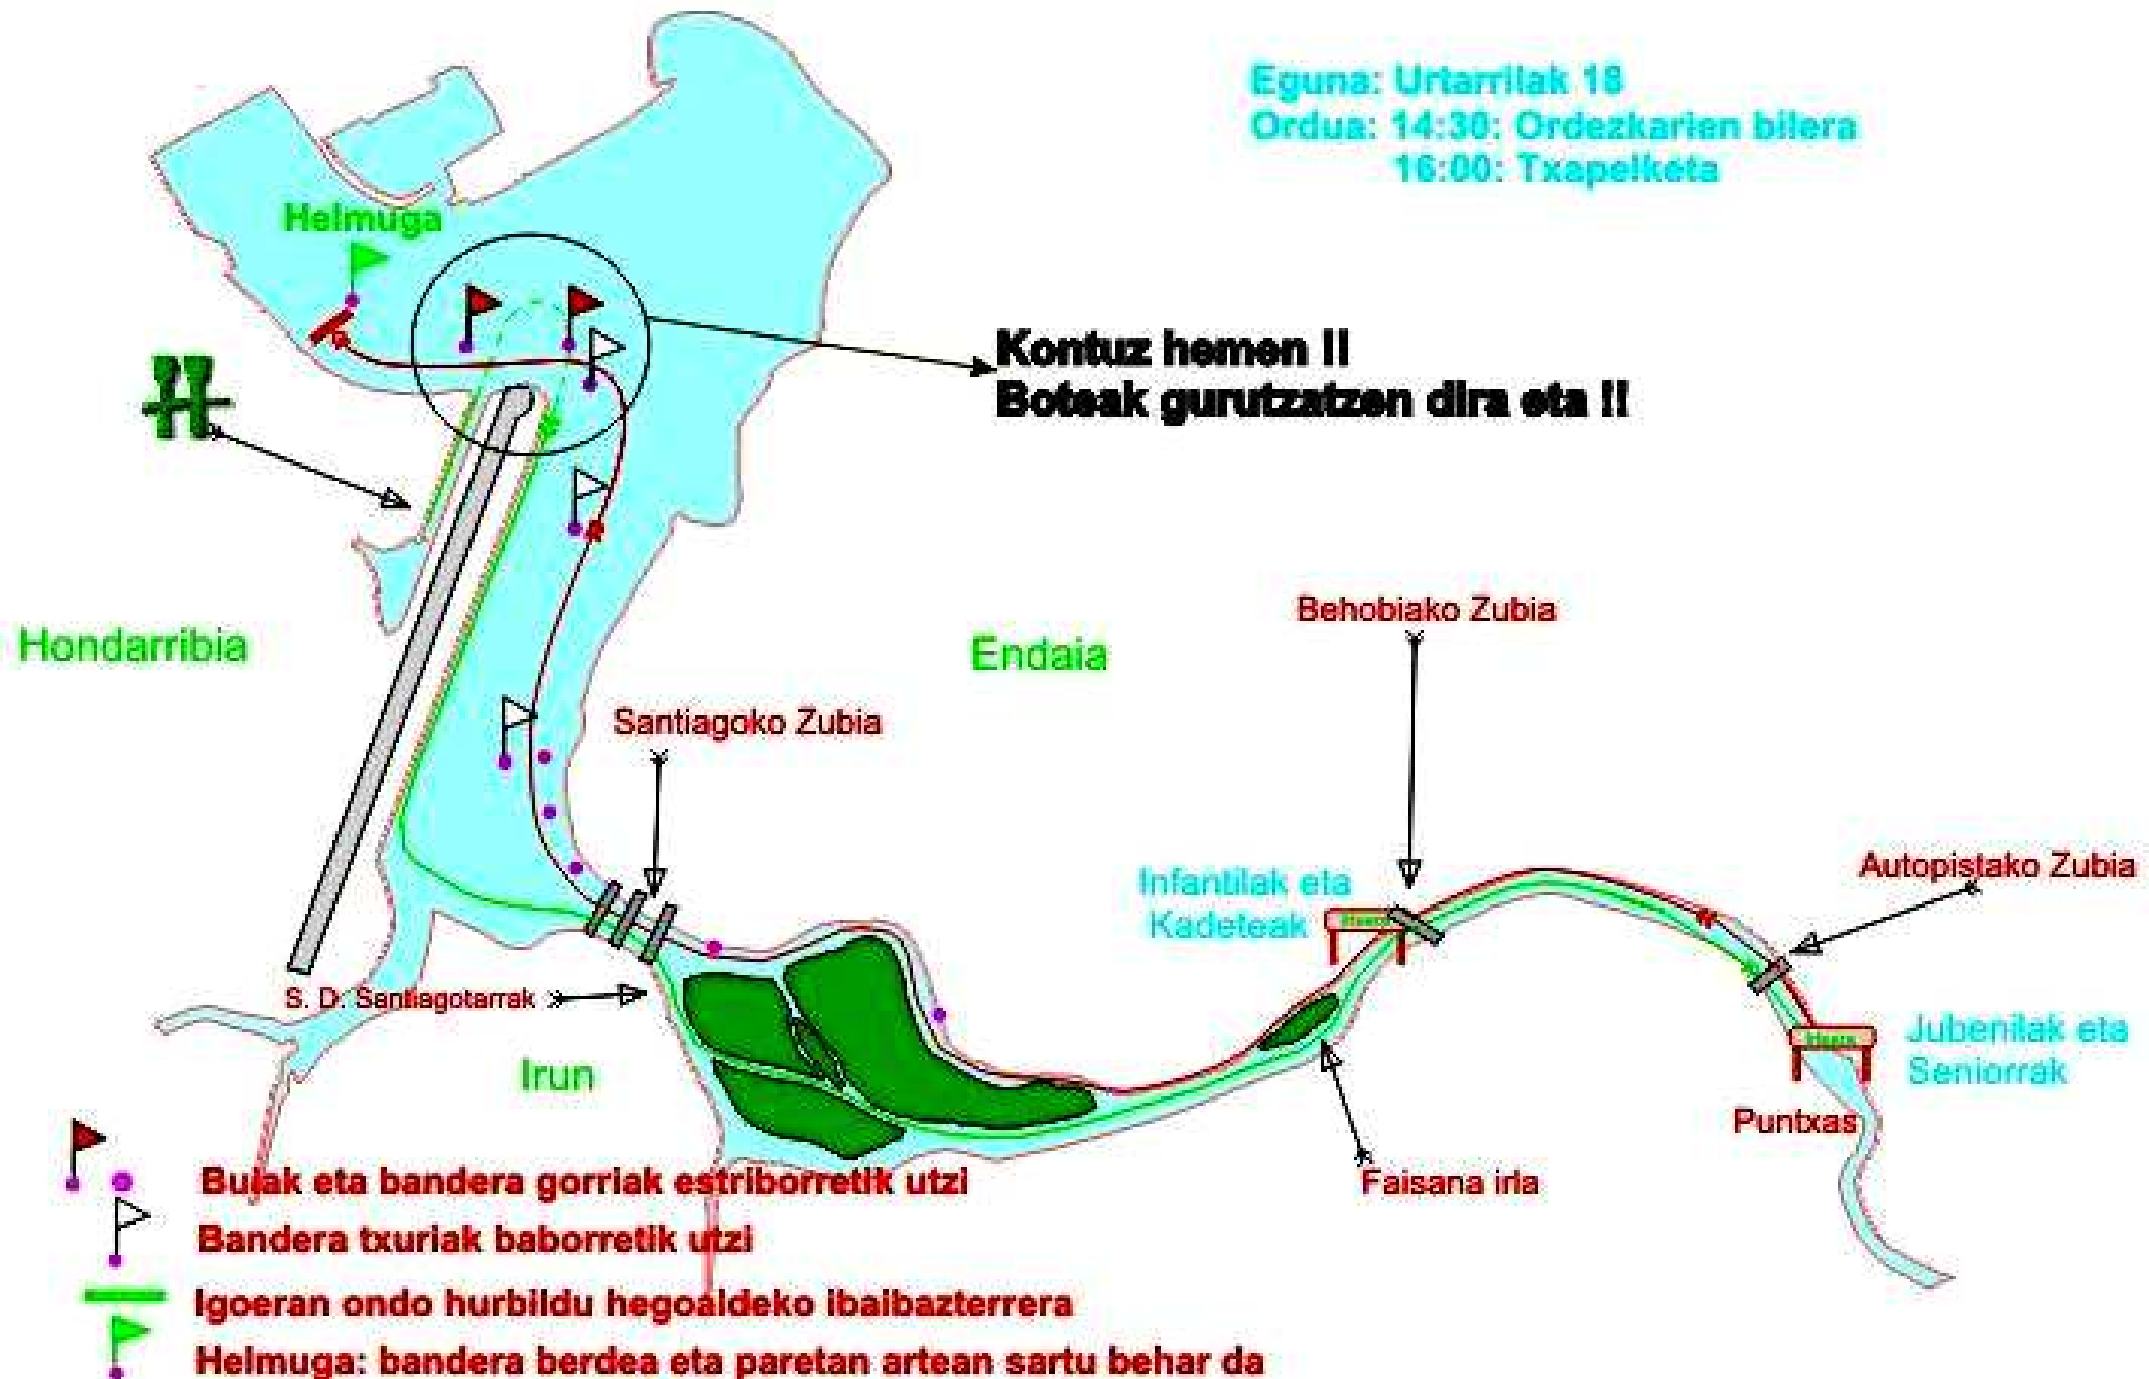 Eguna: Urtarrilak 18
Ordua: 14:30: Ordezkarien bilera
16:00: Txapelketa
Helmuga
Kontuz hemen !!
Boteak gurutzatzen dira eta !!
Hondarribia
Endaia
Behobiako Zubia
Santiagoko Zubia
Infantilak eta
Kadeteak
Autopistako Zubia
S. D. Santiagotarrak
Irun
Jubenilak eta
Seniorrak
Puntxas
Faisana irla
Buiak eta bandera gorriak estriborretik utzi
Bandera txuriak baborretik utzi
Igoeran ondo hurbildu hegoaldeko ibaibazterrera
Helmuga: bandera berdea eta paretan artean sartu behar da